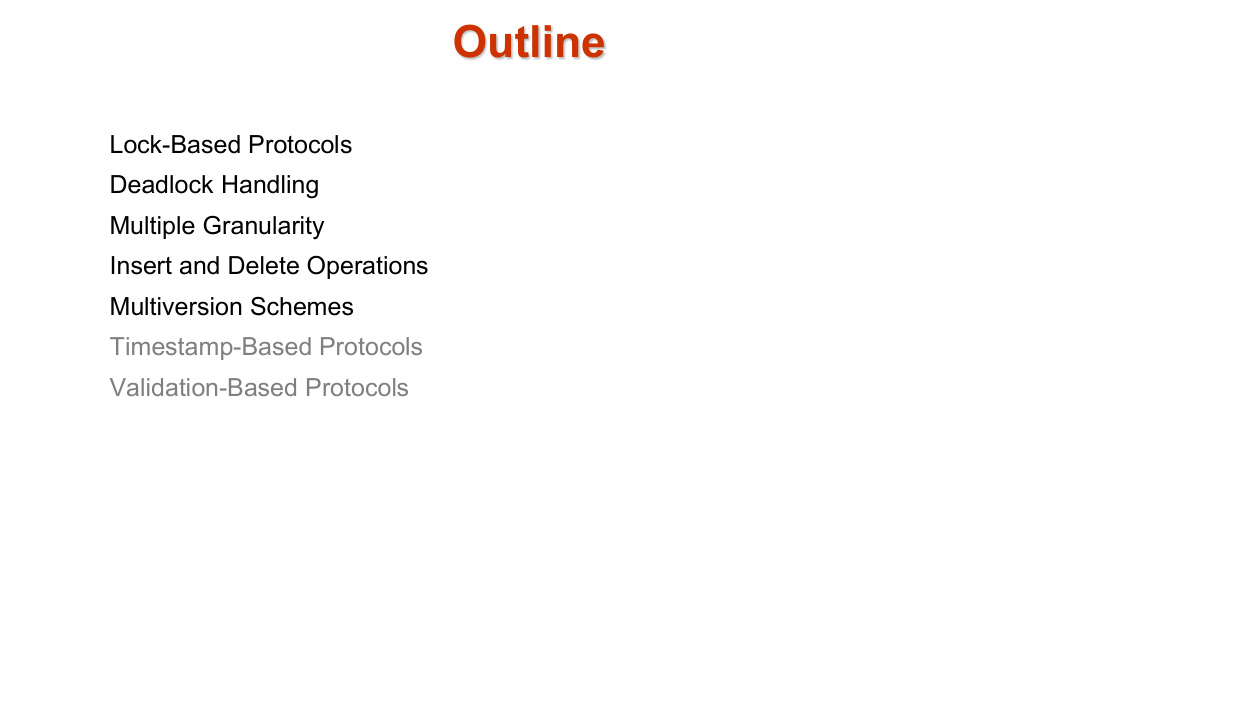 Outline
Lock-Based Protocols
Deadlock Handling
Multiple Granularity
Insert and Delete Operations
Multiversion Schemes
Timestamp-Based Protocols
Validation-Based Protocols